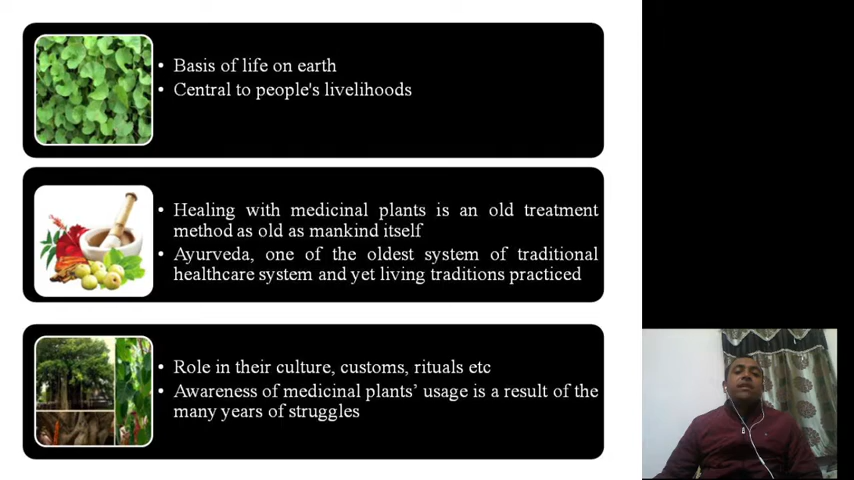 • Basis of life on earth
• Central to people's livelihoods
• Healing with medicinal plants is an old treatment
method as old as mankind itself
• Ayurveda, one of the oldest system of traditional
healthcare system and yet living traditions practiced
• Role in their culture, customs, rituals etc
• Awareness of medicinal plants’ usage is a result of the
many years of struggles